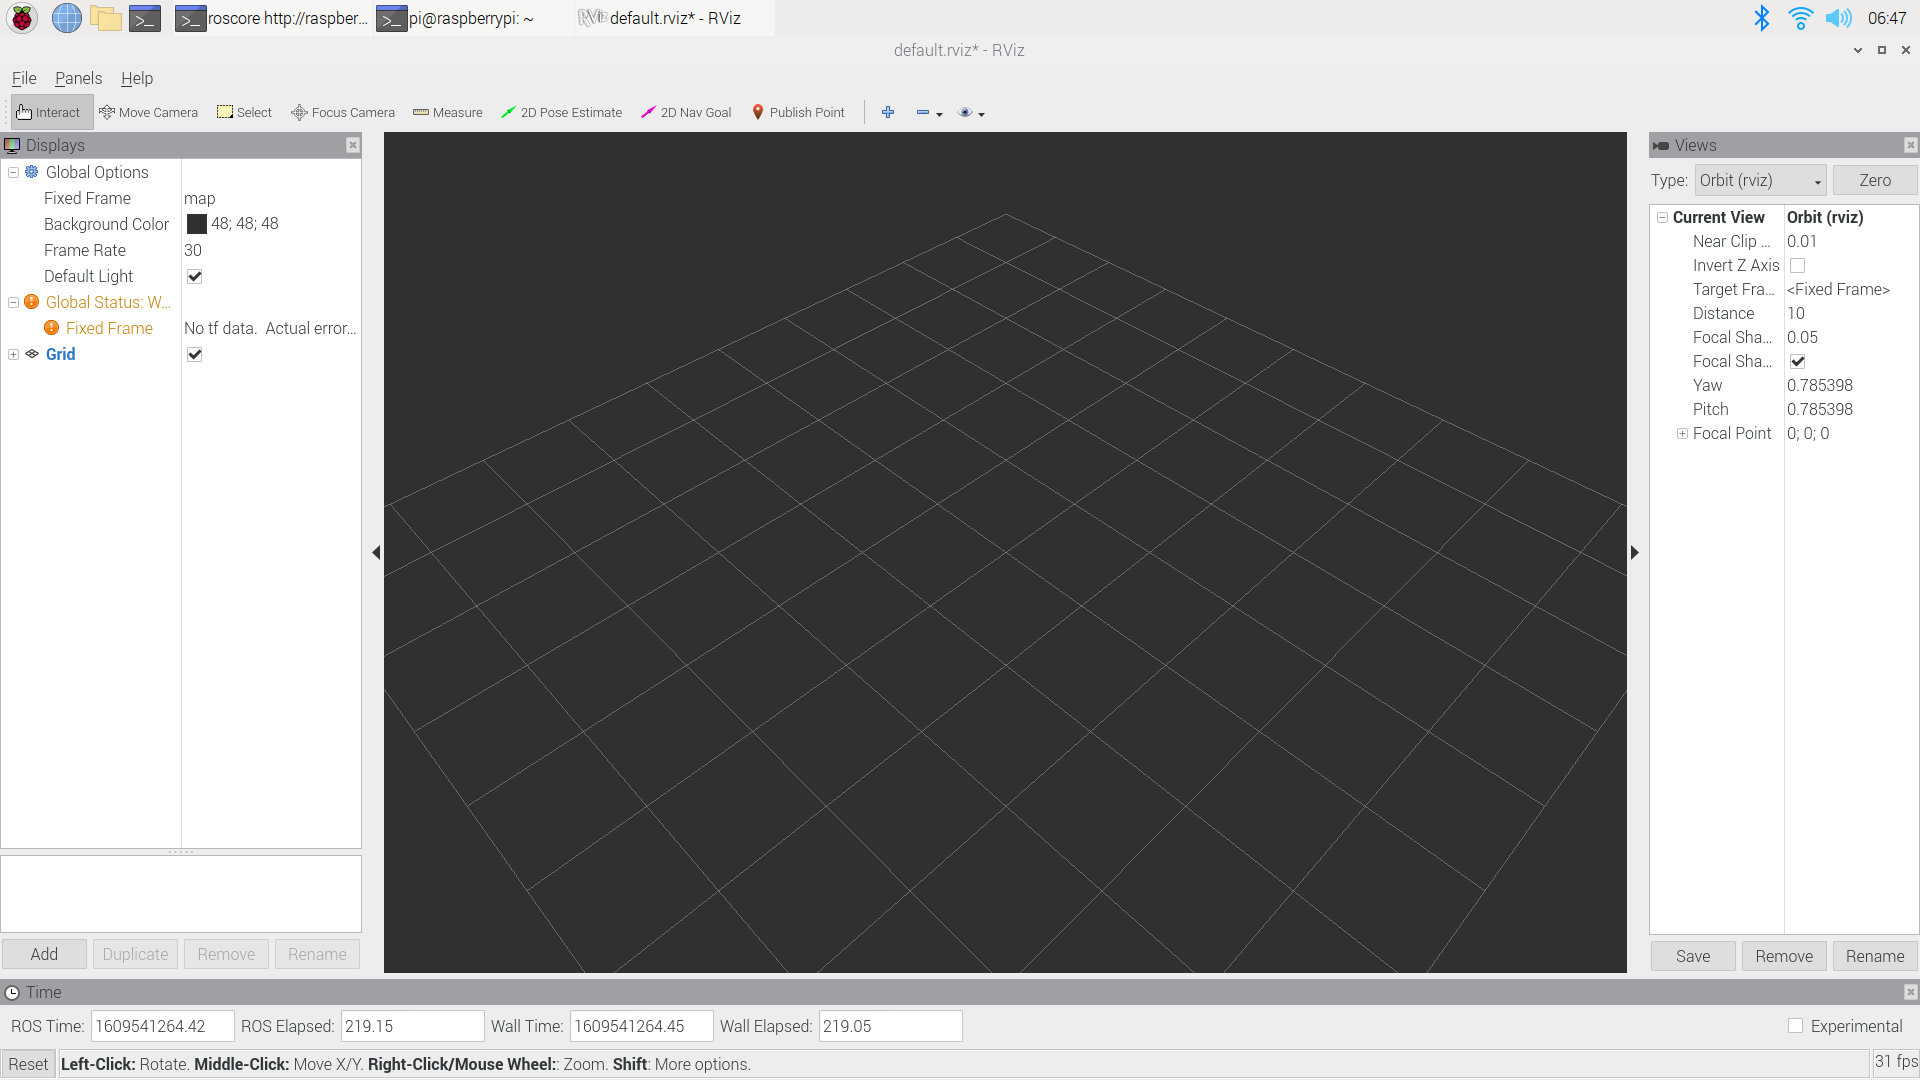 roscore http://raspber... pi@raspberrypi: ~ default.rviz* - RViz 06:47
default.rviz* - RViz
File Panels Help
Interact Move Camera Select Focus Camera Measure 2D Pose Estimate 2D Nav Goal Publish Point
Displays
Global Options
Fixed Frame map
Background Color 48; 48; 48
Frame Rate 30
Default Light
Global Status: W...
Fixed Frame No tf data.  Actual error...
Grid
Add Duplicate Remove Rename
Views
Type: Orbit (rviz) Zero
Current View Orbit (rviz)
Near Clip ... 0.01
Invert Z Axis
Target Fra... <Fixed Frame>
Distance 10
Focal Sha... 0.05
Focal Sha...
Yaw 0.785398
Pitch 0.785398
Focal Point 0; 0; 0
Save Remove Rename
Time
ROS Time: 1609541264.42 ROS Elapsed: 219.15 Wall Time: 1609541264.45 Wall Elapsed: 219.05 Experimental
Reset Left-Click: Rotate. Middle-Click: Move X/Y. Right-Click/Mouse Wheel:: Zoom. Shift: More options. 31 fps